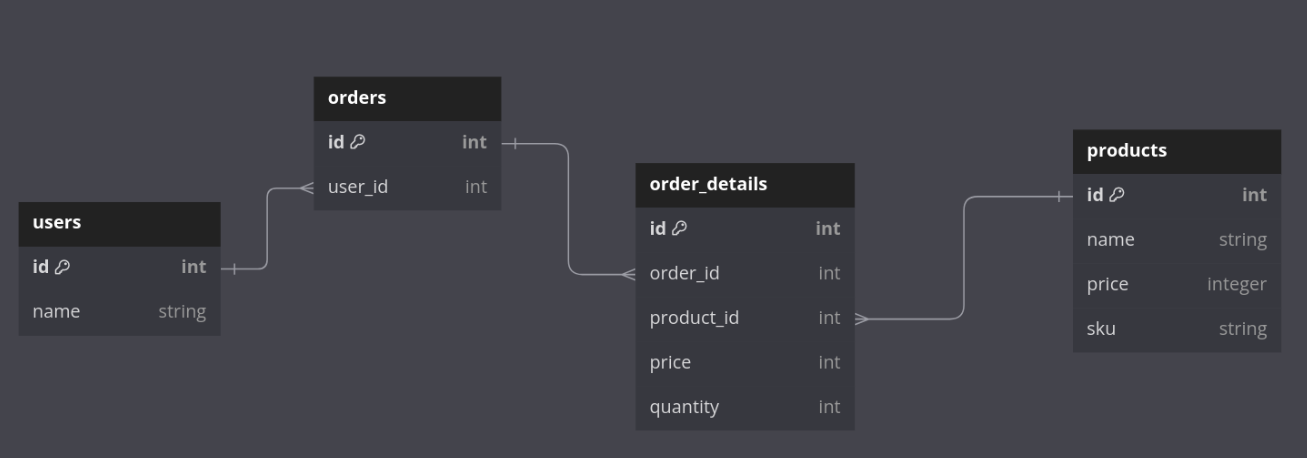 users
id int
name string
orders
id int
user_id int
order_details
id int
order_id int
product_id int
price int
quantity int
products
id int
name string
price integer
sku string